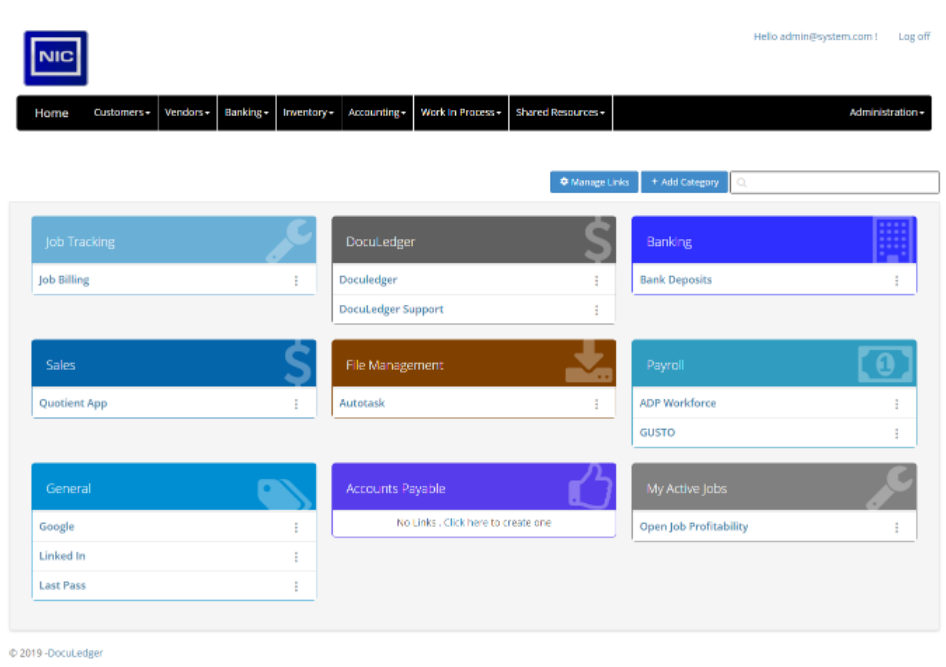 Hello admin@system.com ! Log off
NIC
Home Customers Vendors Banking Inventory Accounting Work In Process Shared Resources Administration
Manage Links + Add Category
Job Tracking
Job Billing
DocuLedger
Doculedger
DocuLedger Support
Banking
Bank Deposits
Sales
Quotient App
File Management
Autotask
Payroll
ADP Workforce
GUSTO
General
Google
Linked In
Last Pass
Accounts Payable
No Links . Click here to create one
My Active Jobs
Open Job Profitability
© 2019 -DocuLedger